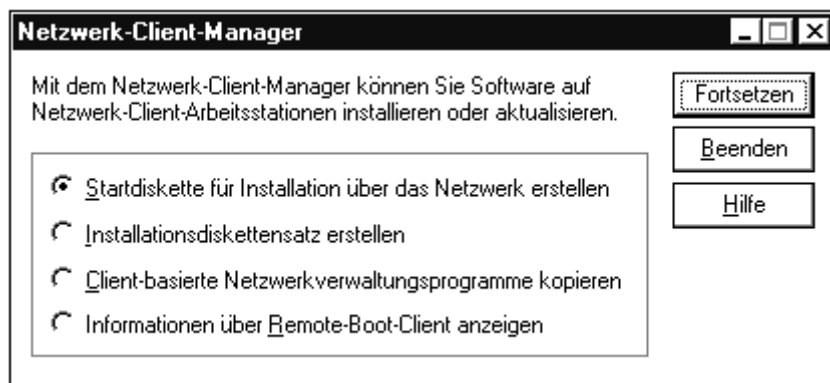 Netzwerk-Client-Manager
Mit dem Netzwerk-Client-Manager können Sie Software auf
Netzwerk-Client-Arbeitsstationen installieren oder aktualisieren.
Fortsetzen
Beenden
Hilfe
Startdiskette für Installation über das Netzwerk erstellen
Installationsdiskettensatz erstellen
Client-basierte Netzwerkverwaltungsprogramme kopieren
Informationen über Remote-Boot-Client anzeigen